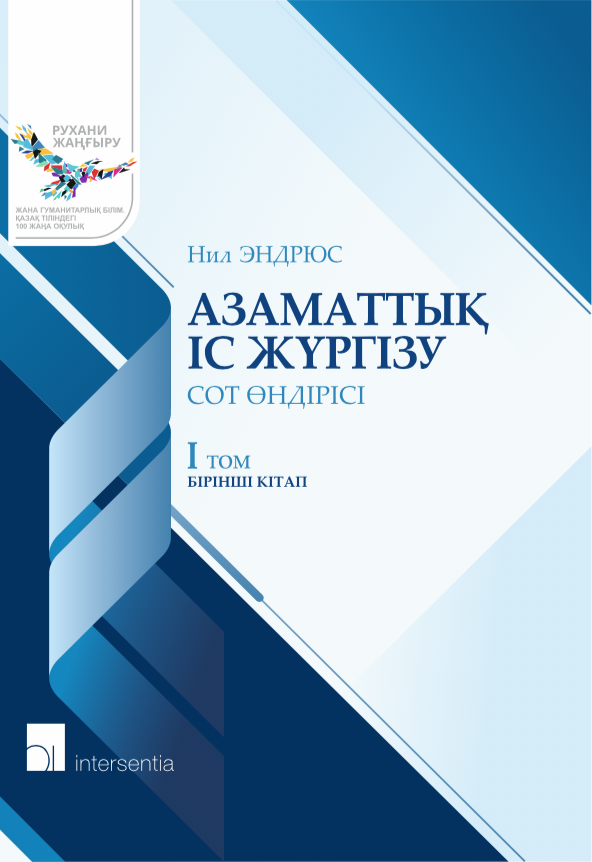 РУХАНИ
ЖАҢҒЫРУ
ЖАҢА ГУМАНИТАРЛЫҚ БІЛІМ.
ҚАЗАҚ ТІЛІНДЕГІ
100 ЖАҢА ОҚУЛЫҚ
Нил ЭНДРЮС
АЗАМАТТЫҚ
ІС ЖҮРГІЗУ
СОТ ӨНДІРІСІ
I ТОМ
БІРІНШІ КІТАП
intersentia